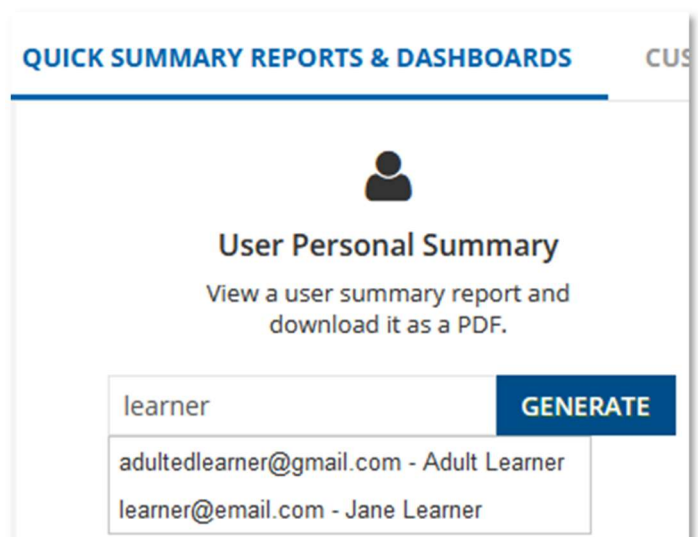 QUICK SUMMARY REPORTS & DASHBOARDS CUS
User Personal Summary
View a user summary report and
download it as a PDF.
learner GENERATE
adultedlearner@gmail.com - Adult Learner
learner@email.com - Jane Learner